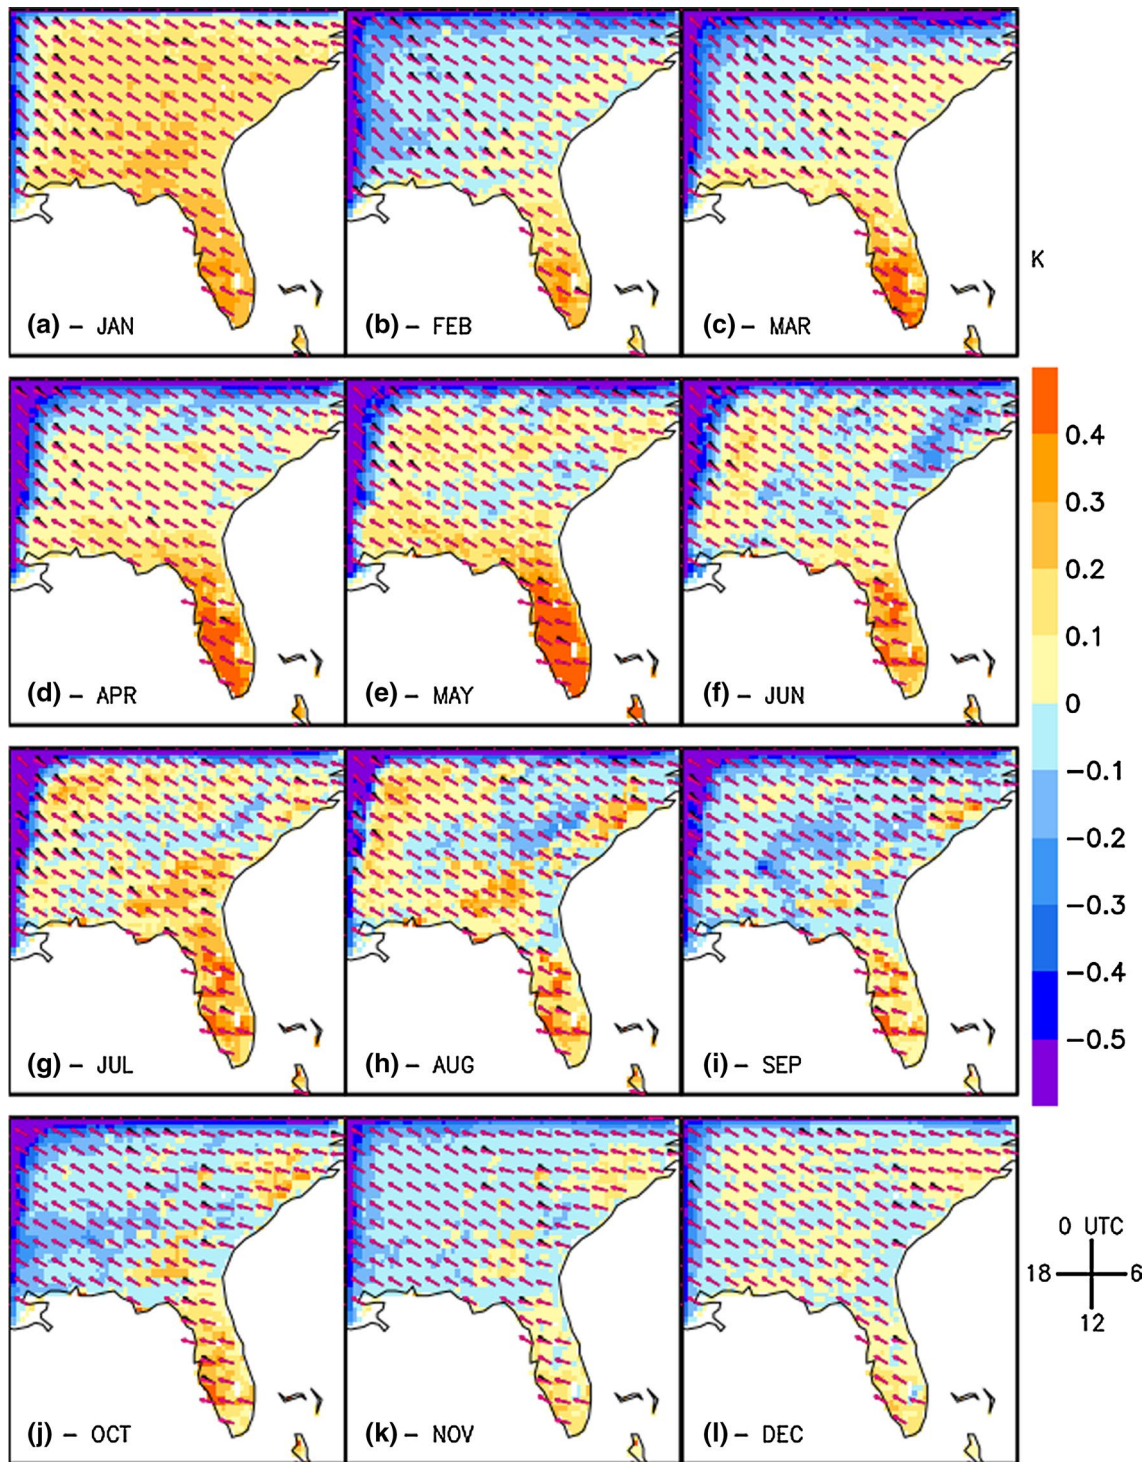 (a) – JAN
(b) – FEB
(c) – MAR
K
(d) – APR
(e) – MAY
(f) – JUN
0.4
0.3
0.2
0.1
0
−0.1
−0.2
−0.3
−0.4
−0.5
(g) – JUL
(h) – AUG
(i) – SEP
(j) – OCT
(k) – NOV
(l) – DEC
0 UTC
18
6
12